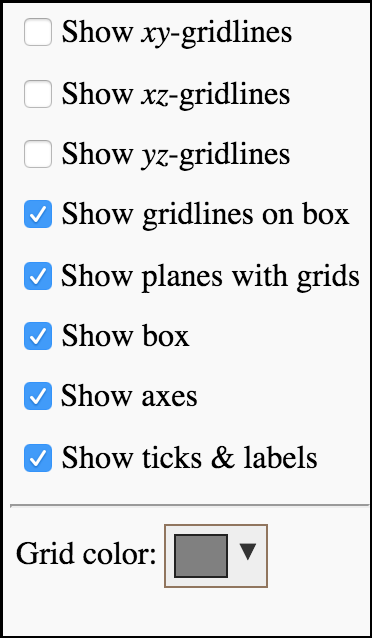 Show xy-gridlines
Show xz-gridlines
Show yz-gridlines
Show gridlines on box
Show planes with grids
Show box
Show axes
Show ticks & labels
Grid color: